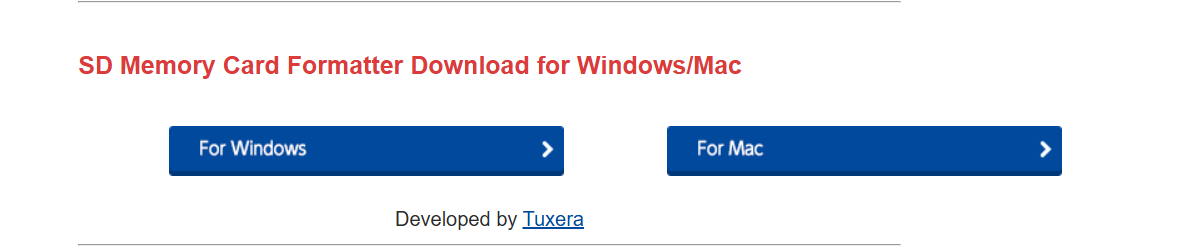 SD Memory Card Formatter Download for Windows/Mac
For Windows
For Mac
Developed by Tuxera